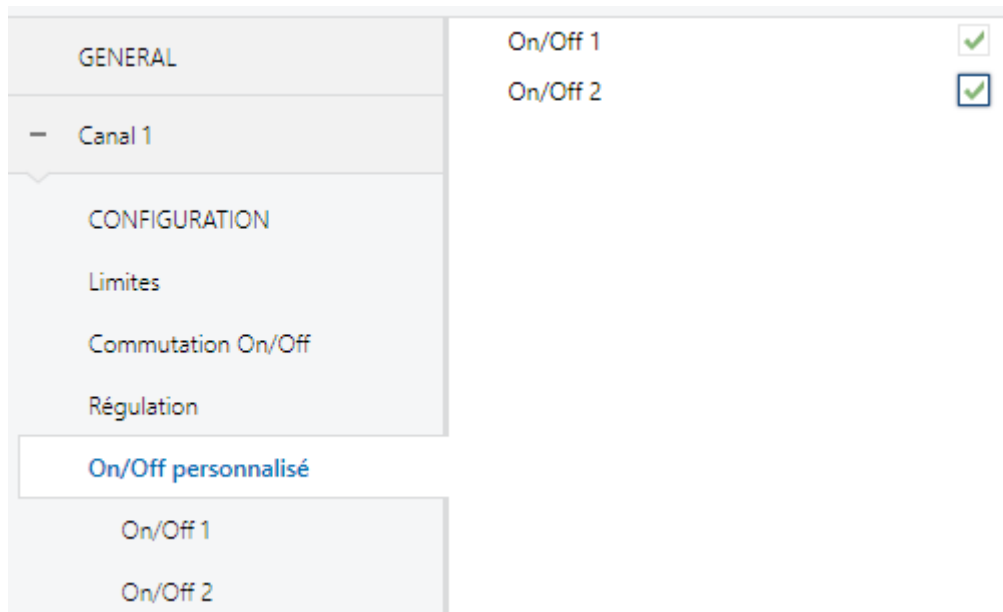 GENERAL
Canal 1
CONFIGURATION
Limites
Commutation On/Off
Régulation
On/Off personnalisé
On/Off 1
On/Off 2
On/Off 1
On/Off 2